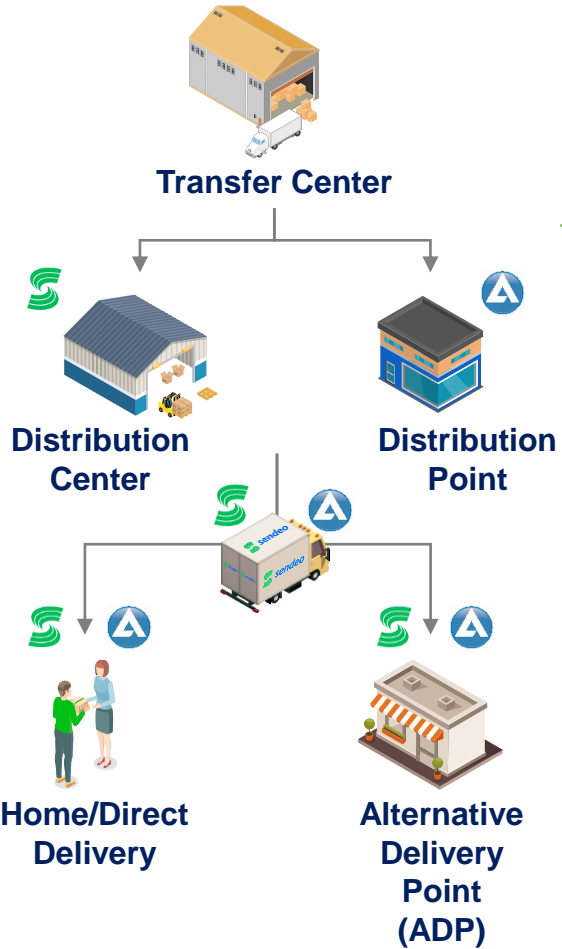 Transfer Center
Distribution
Center
Distribution
Point
sendeo
sendeo
Home/Direct
Delivery
Alternative
Delivery
Point
(ADP)